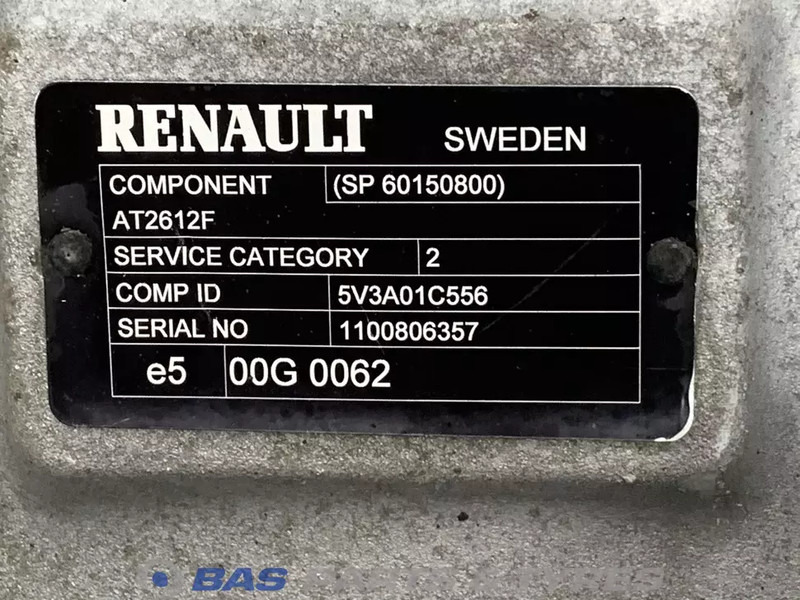 RENAULT SWEDEN
COMPONENT (SP 60150800)
AT2612F
SERVICE CATEGORY 2
COMP ID 5V3A01C556
SERIAL NO 1100806357
e5 00G 0062
BAS